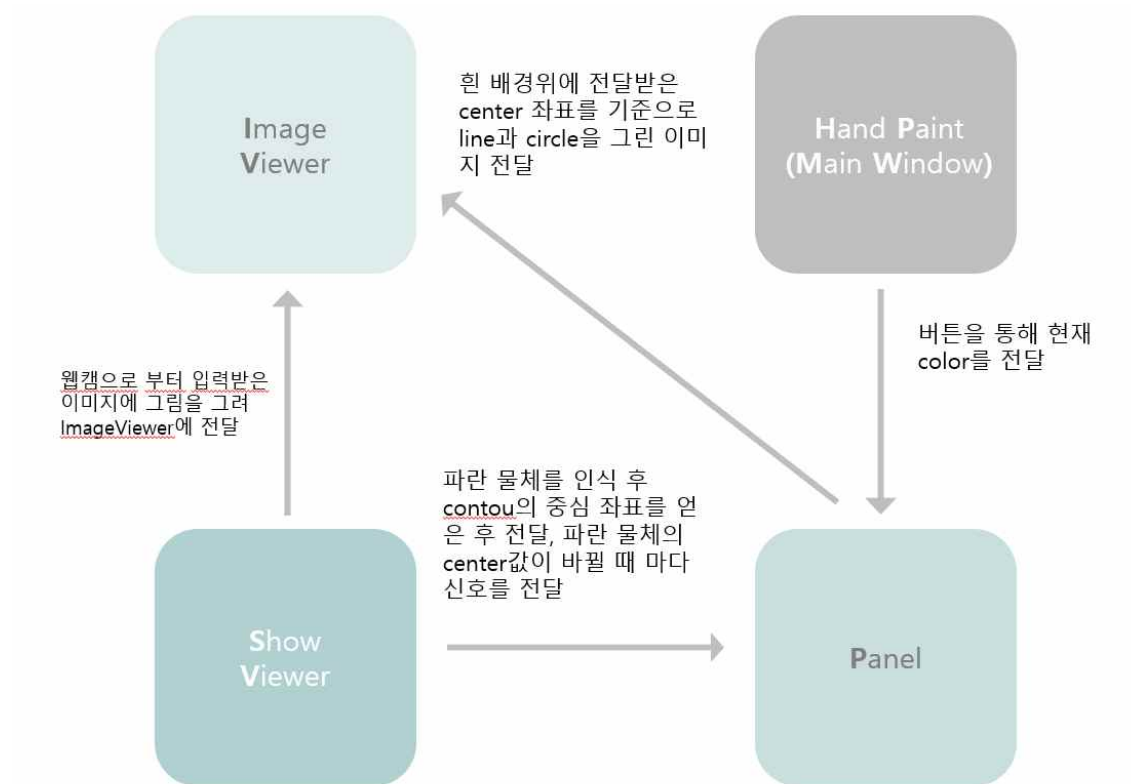 Image
Viewer
흰 배경위에 전달받은
center 좌표를 기준으로
line과 circle을 그린 이미
지 전달
Hand Paint
(Main Window)
버튼을 통해 현재
color를 전달
웹캠으로 부터 입력받은
이미지에 그림을 그려
ImageViewer에 전달
파란 물체를 인식 후
contou의 중심 좌표를 얻
은 후 전달, 파란 물체의
center값이 바뀔 때 마다
신호를 전달
Show
Viewer
Panel